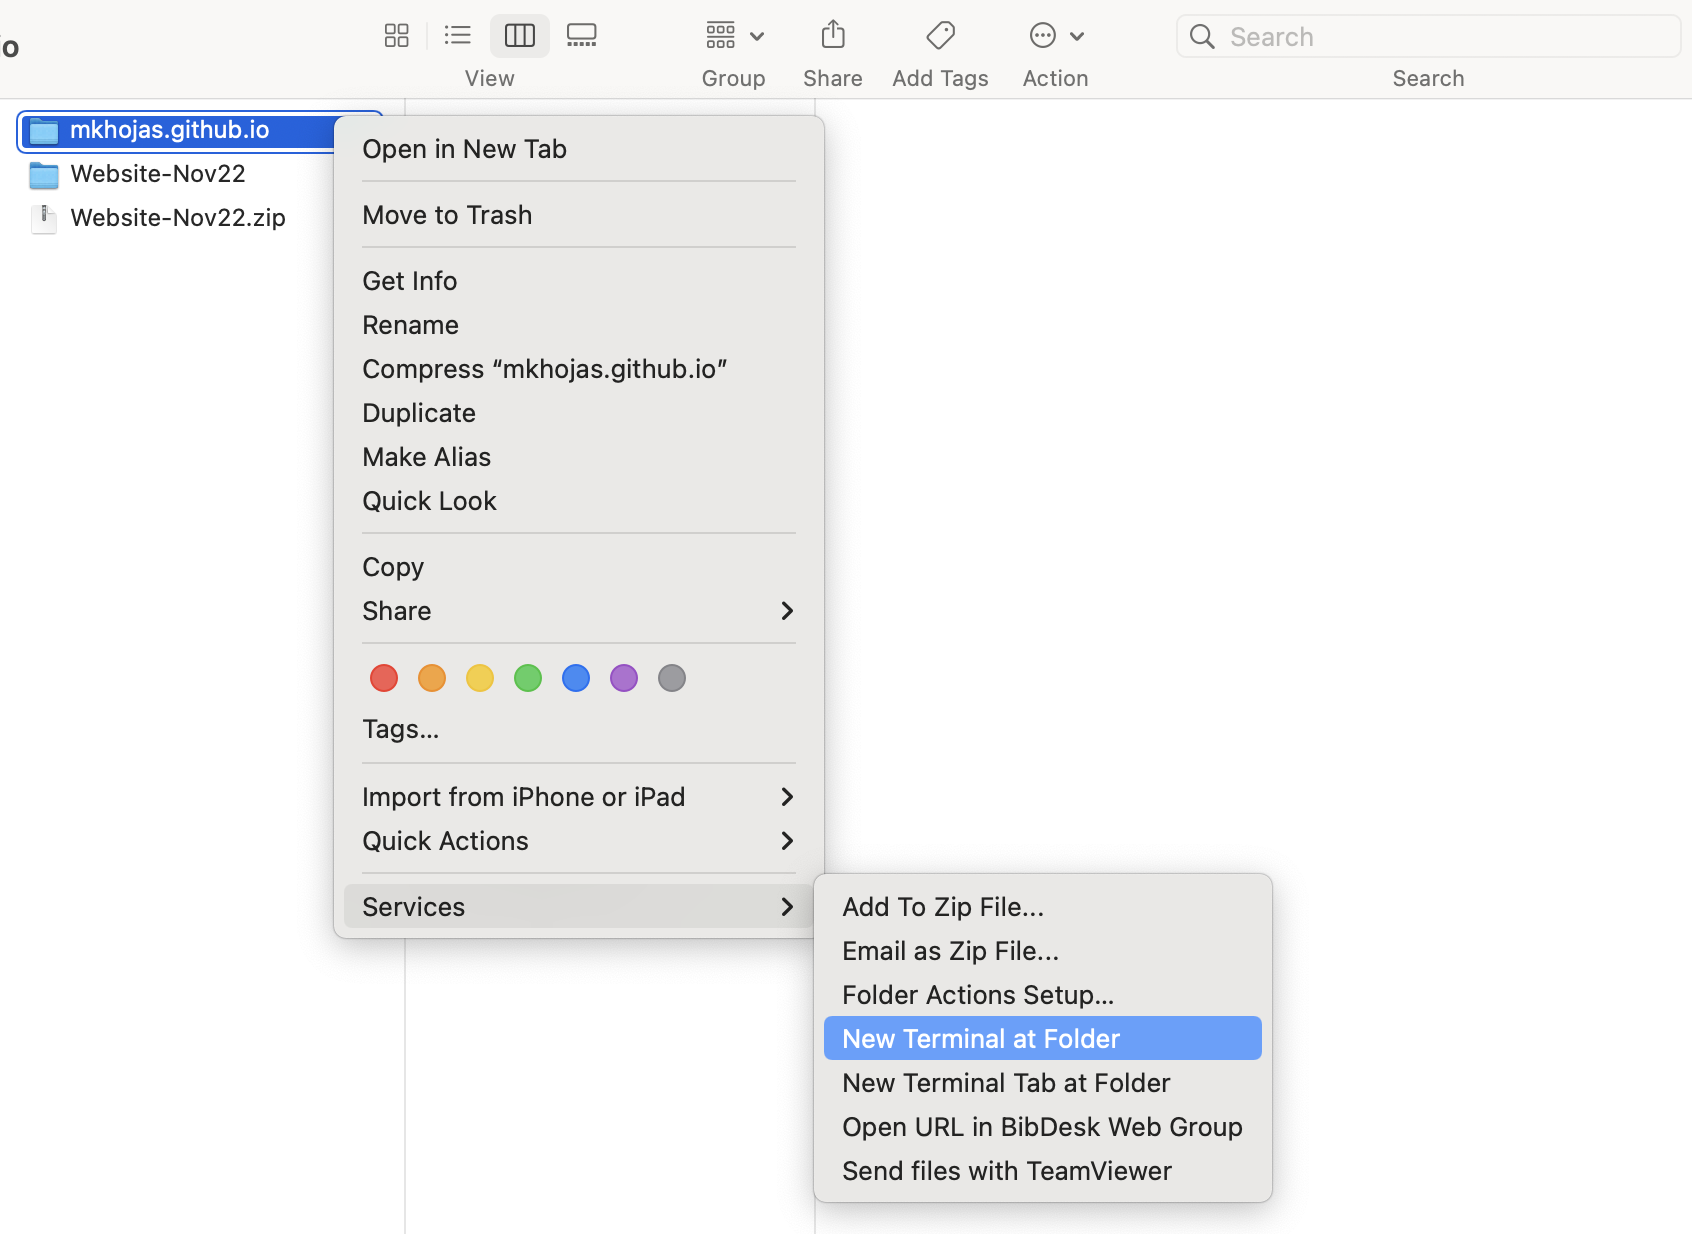 io
View
Group
Share
Add Tags
Action
Search
Search
mkhojas.github.io
Website-Nov22
Website-Nov22.zip
Open in New Tab
Move to Trash
Get Info
Rename
Compress “mkhojas.github.io”
Duplicate
Make Alias
Quick Look
Copy
Share
Tags...
Import from iPhone or iPad
Quick Actions
Services
Add To Zip File...
Email as Zip File...
Folder Actions Setup...
New Terminal at Folder
New Terminal Tab at Folder
Open URL in BibDesk Web Group
Send files with TeamViewer